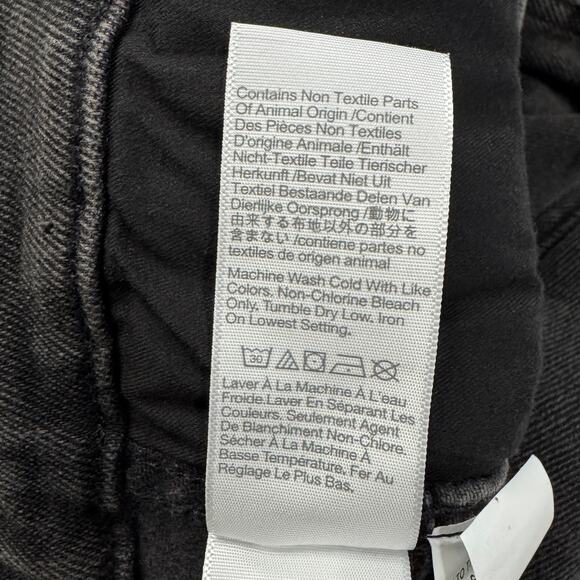 Contains Non Textile Parts
Of Animal Origin /Contient
Des Pièces Non Textiles
D'origine Animale /Enthält
Nicht-Textile Teile Tierischer
Herkunft /Bevat Niet Uit
Textiel Bestaande Delen Van
Dierlijke Oorsprong /動物に
由来する布地以外の部分を
含まない /contiene partes no
textiles de origen animal
Machine Wash Cold With Like
Colors, Non-Chlorine Bleach
Only, Tumble Dry Low, Iron
On Lowest Setting.
30
Laver À La Machine À L'eau
Froide Laver En Séparant Les
Couleurs. Seulement Agent
De Blanchiment Non-Chlore.
Sécher À La Machine À
Basse Température. Fer Au
Réglage Le Plus Bas.